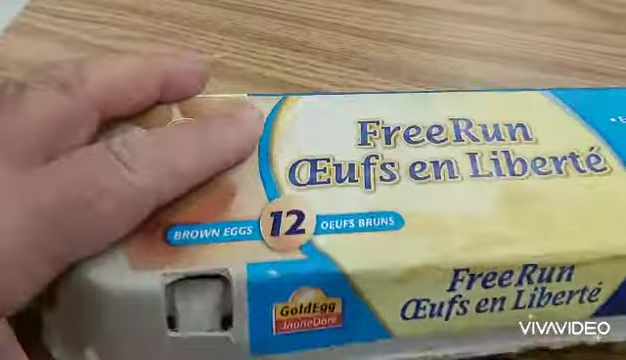 FreeRun
Œufs en Liberté
BROWN EGGS 12 OEUFS BRUNS
FreeRun
Œufs en Liberté
GoldEgg
JauneDoré
VIVAVIDEO